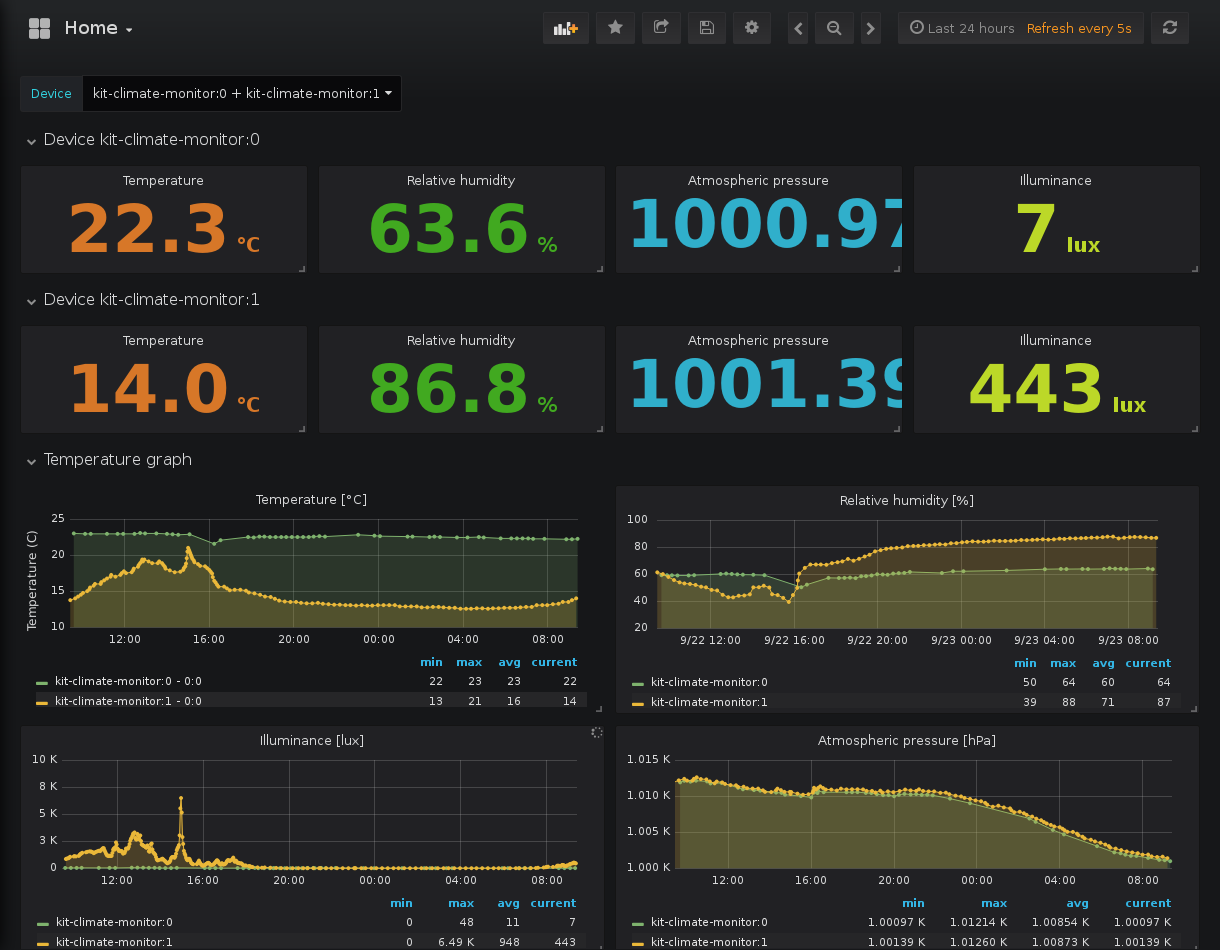 Home
Last 24 hours Refresh every 5s
Device kit-climate-monitor:0 + kit-climate-monitor:1
Device kit-climate-monitor:0
Temperature Relative humidity Atmospheric pressure Illuminance
22.3 °C 63.6 % 1000.97 7 lux
Device kit-climate-monitor:1
Temperature Relative humidity Atmospheric pressure Illuminance
14.0 °C 86.8 % 1001.39 443 lux
Temperature graph
Temperature [°C]
Temperature (C)
25
20
15
10
12:00 16:00 20:00 00:00 04:00 08:00
min max avg current
kit-climate-monitor:0 - 0:0 22 23 23 22
kit-climate-monitor:1 - 0:0 13 21 16 14
Relative humidity [%]
100
80
60
40
20
9/22 12:00 9/22 16:00 9/22 20:00 9/23 00:00 9/23 04:00 9/23 08:00
min max avg current
kit-climate-monitor:0 50 64 60 64
kit-climate-monitor:1 39 88 71 87
Illuminance [lux]
10 K
8 K
5 K
3 K
0
12:00 16:00 20:00 00:00 04:00 08:00
min max avg current
kit-climate-monitor:0 0 48 11 7
kit-climate-monitor:1 0 6.49 K 948 443
Atmospheric pressure [hPa]
1.015 K
1.010 K
1.005 K
1.000 K
12:00 16:00 20:00 00:00 04:00 08:00
min max avg current
kit-climate-monitor:0 1.00097 K 1.01214 K 1.00854 K 1.00097 K
kit-climate-monitor:1 1.00139 K 1.01260 K 1.00873 K 1.00139 K